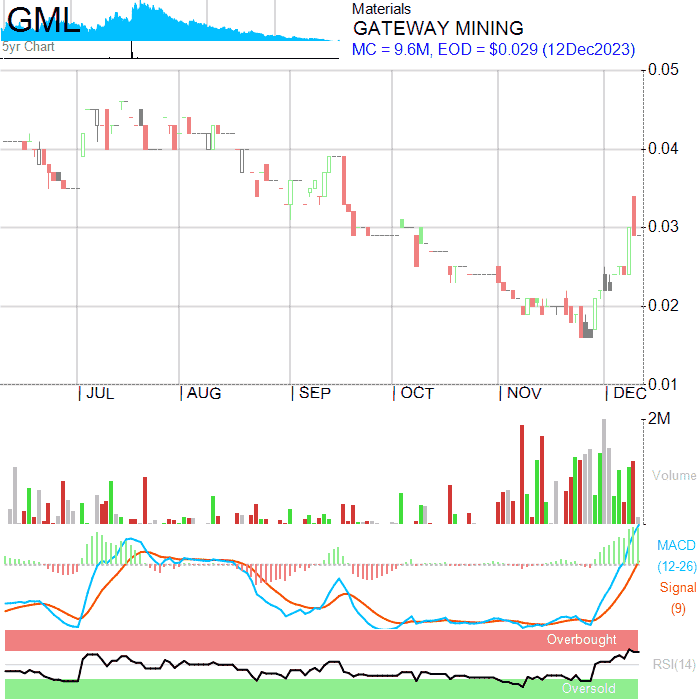 GML
5yr Chart
Materials
GATEWAY MINING
MC = 9.6M, EOD = $0.029 (12Dec2023)
0.05
0.04
0.03
0.02
0.01
| JUL | AUG | SEP | OCT | NOV | DEC
2M
Volume
MACD
(12-26)
Signal
(9)
Overbought
RSI(14)
Oversold